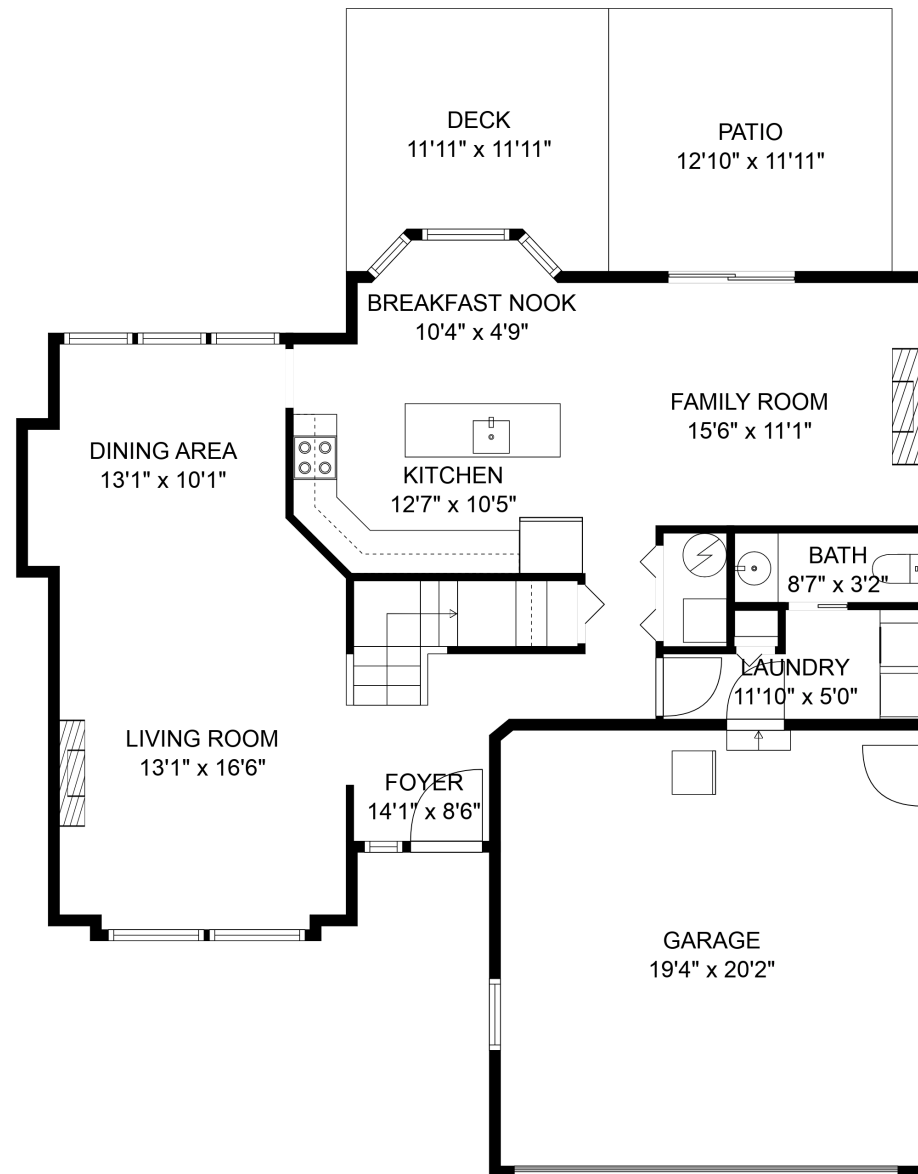 DECK
11'11" x 11'11"
PATIO
12'10" x 11'11"
BREAKFAST NOOK
10'4" x 4'9"
FAMILY ROOM
15'6" x 11'1"
DINING AREA
13'1" x 10'1"
KITCHEN
12'7" x 10'5"
BATH
8'7" x 3'2"
LAUNDRY
11'10" x 5'0"
LIVING ROOM
13'1" x 16'6"
FOYER
14'1" x 8'6"
GARAGE
19'4" x 20'2"